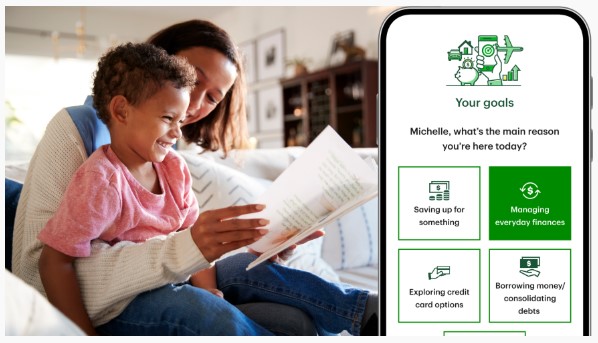 Your goals
Michelle, what's the main reason
you're here today?
Saving up for
something
Managing
everyday finances
Exploring credit
card options
Borrowing money/
consolidating
debts